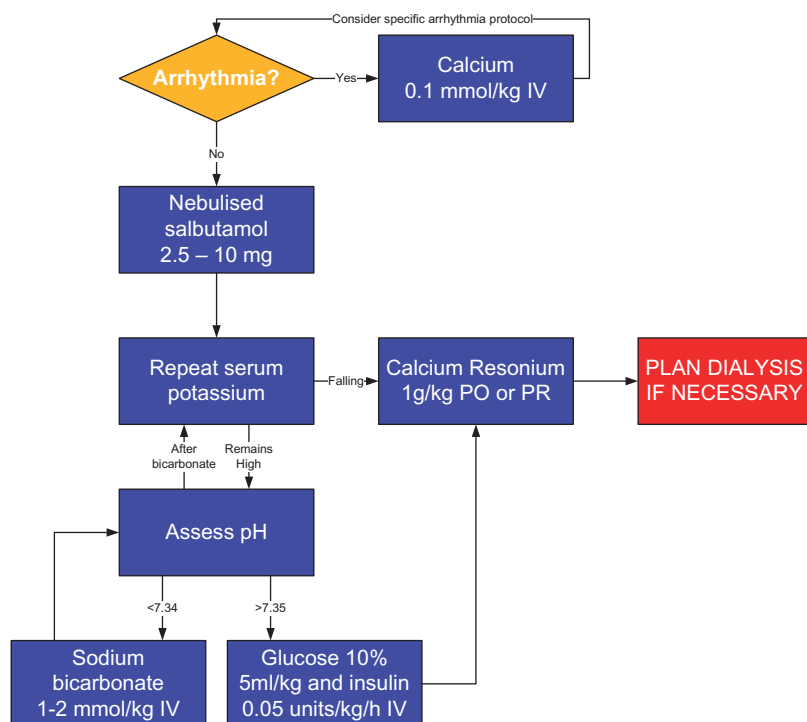 Consider specific arrhythmia protocol
Arrhythmia?
Yes
Calcium
0.1 mmol/kg IV
No
Nebulised
salbutamol
2.5 – 10 mg
Repeat serum
potassium
Falling
Calcium Resonium
1g/kg PO or PR
PLAN DIALYSIS
IF NECESSARY
After
bicarbonate
Remains
High
Assess pH
<7.34
>7.35
Sodium
bicarbonate
1-2 mmol/kg IV
Glucose 10%
5ml/kg and insulin
0.05 units/kg/h IV